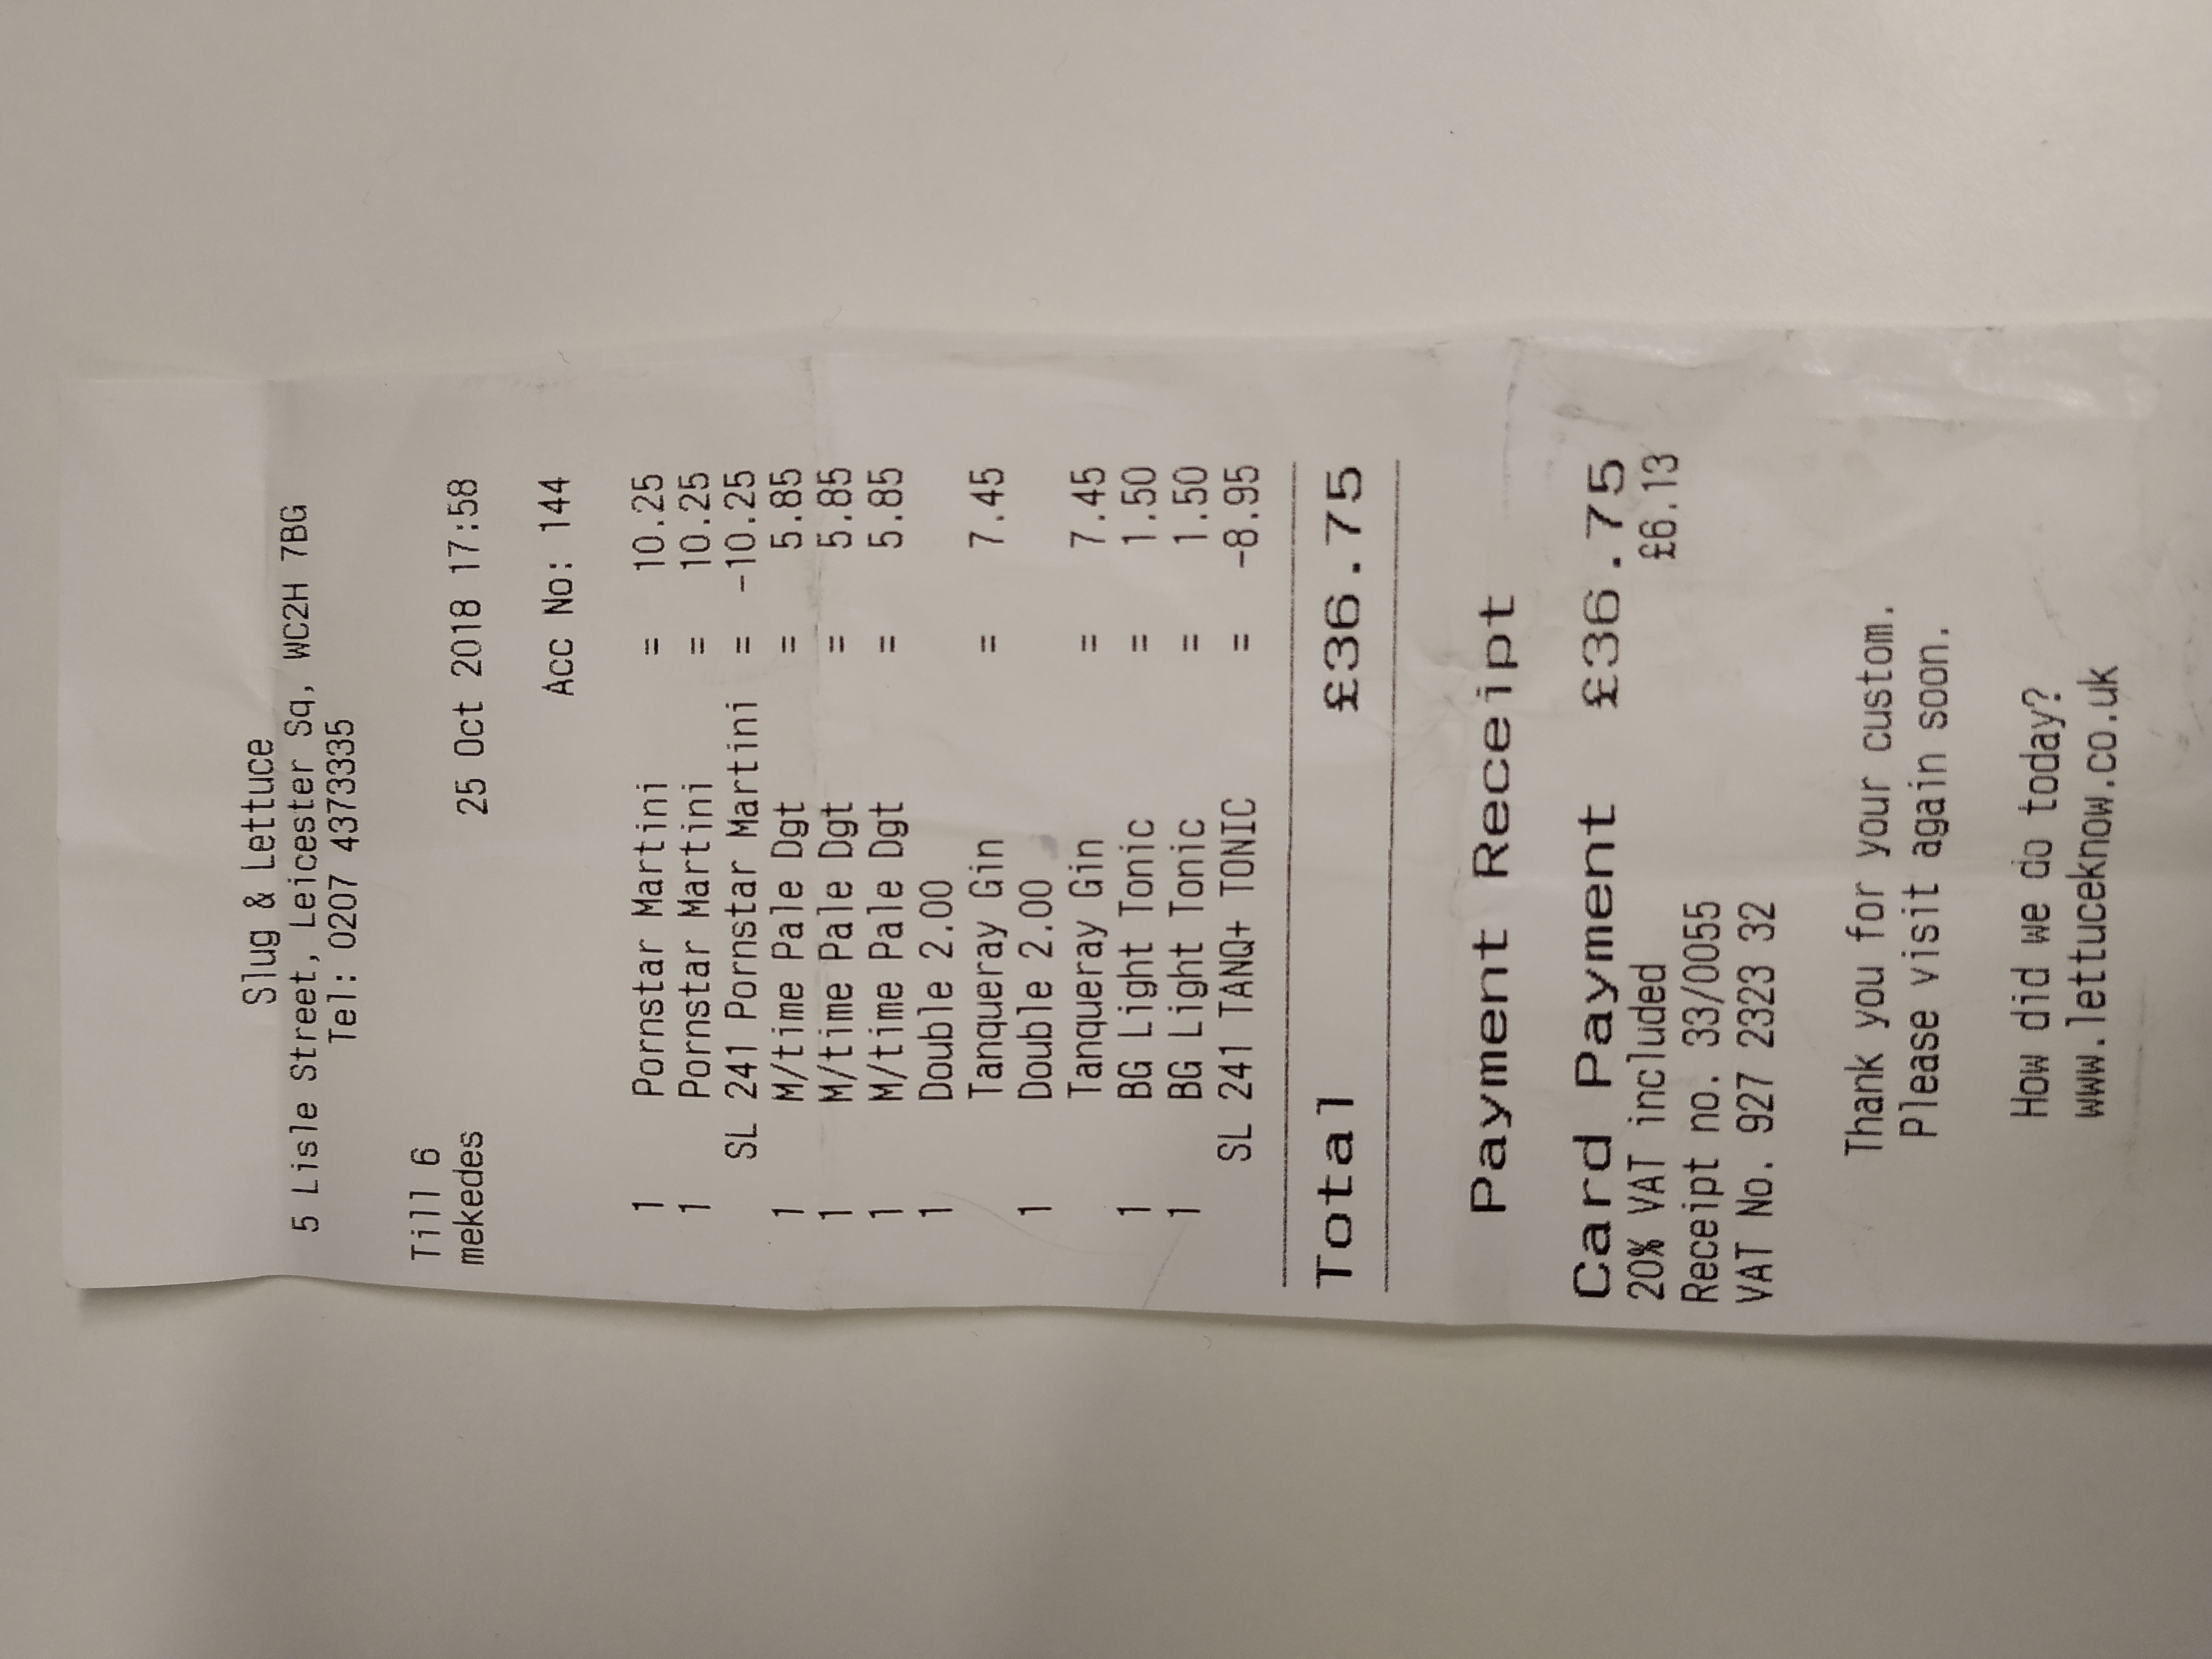 Slug & Lettuce
5 Lisle Street, Leicester Sq, WC2H 7BG
Tel: 0207 4373335
Till 6
mekedes 25 Oct 2018 17:58
Acc No: 144
1 Pornstar Martini = 10.25
1 Pornstar Martini = 10.25
SL 241 Pornstar Martini = -10.25
1 M/time Pale Dgt = 5.85
1 M/time Pale Dgt = 5.85
1 M/time Pale Dgt = 5.85
1 Double 2.00
Tanqueray Gin = 7.45
1 Double 2.00
Tanqueray Gin = 7.45
1 BG Light Tonic = 1.50
1 BG Light Tonic = 1.50
SL 241 TANQ+ TONIC = -8.95
Total £36.75
Payment Receipt
Card Payment £36.75
20% VAT included £6.13
Receipt no. 33/0055
VAT No. 927 2323 32
Thank you for your custom.
Please visit again soon.
How did we do today?
www.lettuceknow.co.uk